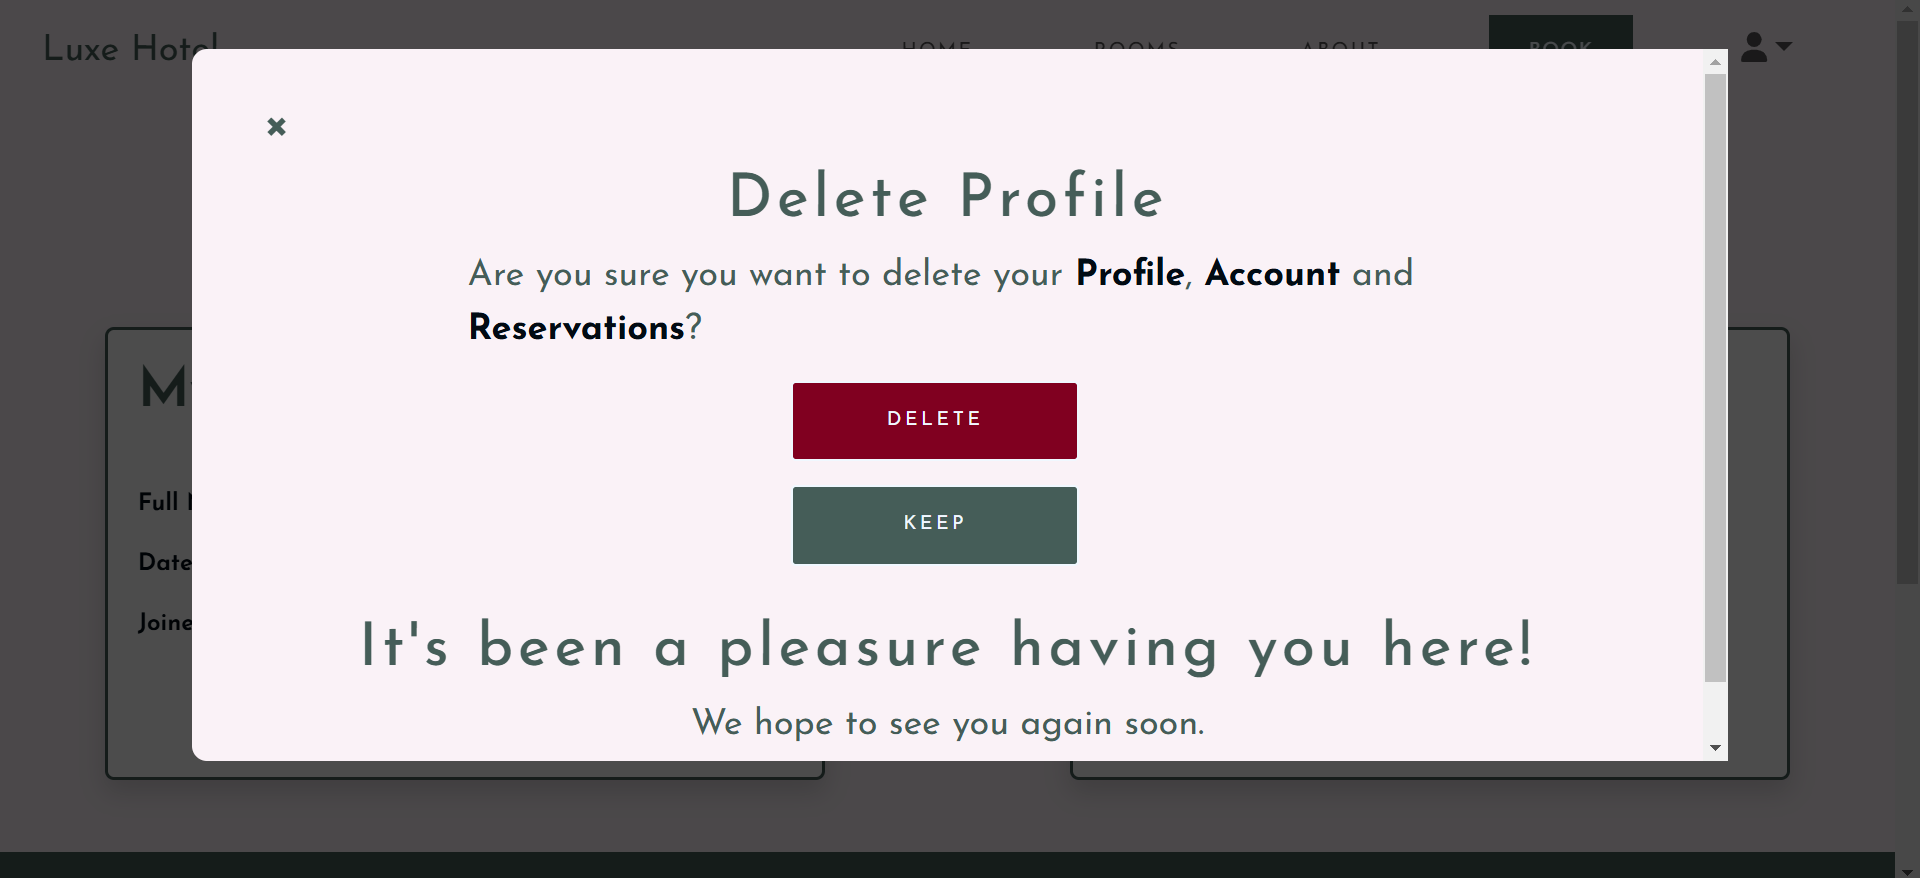 Luxe Hotel
HOME
ROOMS
ABOUT
BOOK
Delete Profile
Are you sure you want to delete your Profile, Account and
Reservations?
DELETE
KEEP
It's been a pleasure having you here!
We hope to see you again soon.
Full
Date
Joine